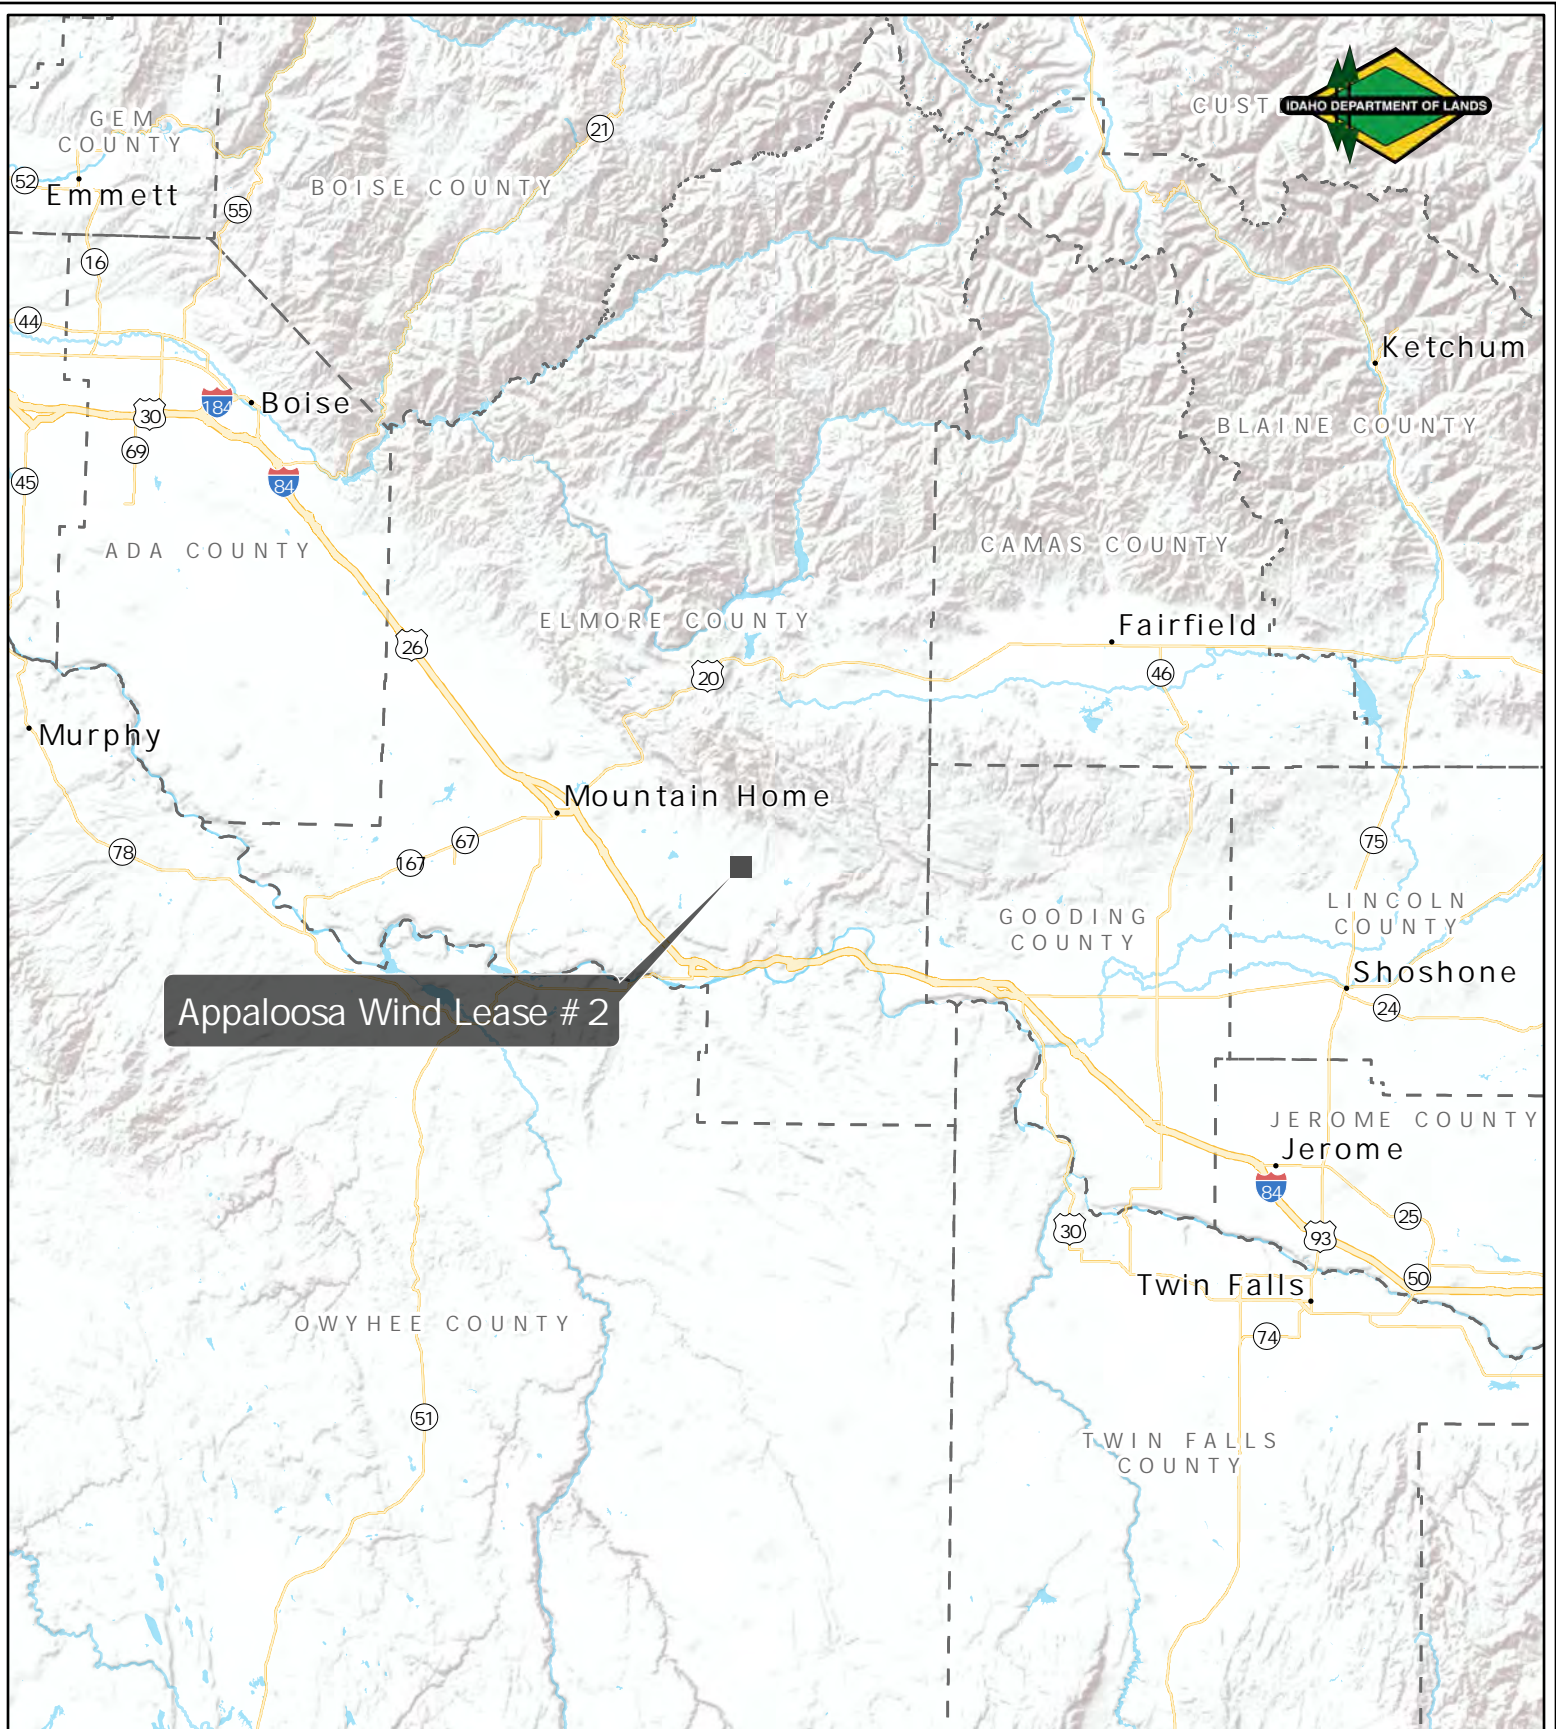 CUST
IDAHO DEPARTMENT OF LANDS
GEM
COUNTY
21
52
Emmett
BOISE COUNTY
55
16
44
Ketchum
184
Boise
30
BLAINE COUNTY
69
45
84
ADA COUNTY
CAMAS COUNTY
ELMORE COUNTY
Fairfield
26
20
46
Murphy
Mountain Home
78
67
167
75
LINCOLN
COUNTY
GOODING
COUNTY
Shoshone
Appaloosa Wind Lease #2
24
JEROME COUNTY
Jerome
84
25
30
93
50
Twin Falls
OWYHEE COUNTY
74
51
TWIN FALLS
COUNTY